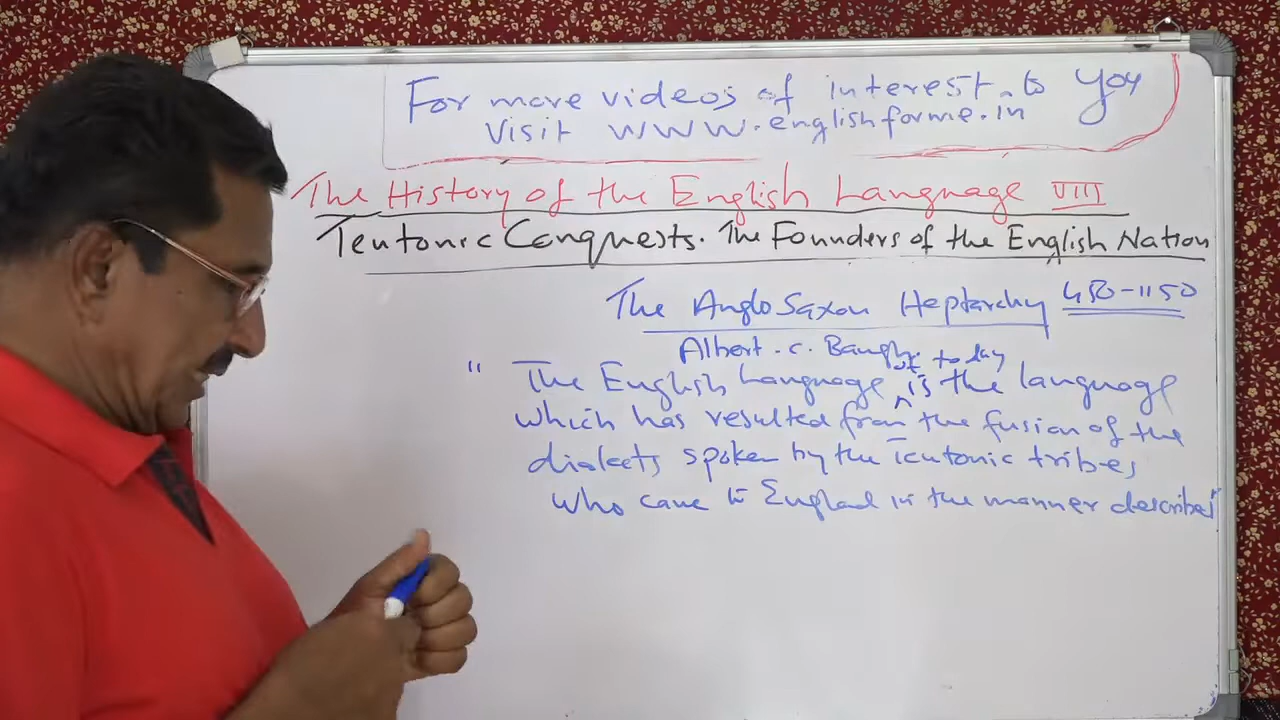 For more videos of interest to you
Visit www.englishforme.in
The History of the English Language VIII
Teutonic Conquests. The Founders of the English Nation
The Anglo Saxon Heptarchy 450-1150
Albert. C. Baugh.
" The English Language of today is the language
which has resulted from the fusion of the
dialects spoken by the Teutonic tribes
who came to England in the manner described"